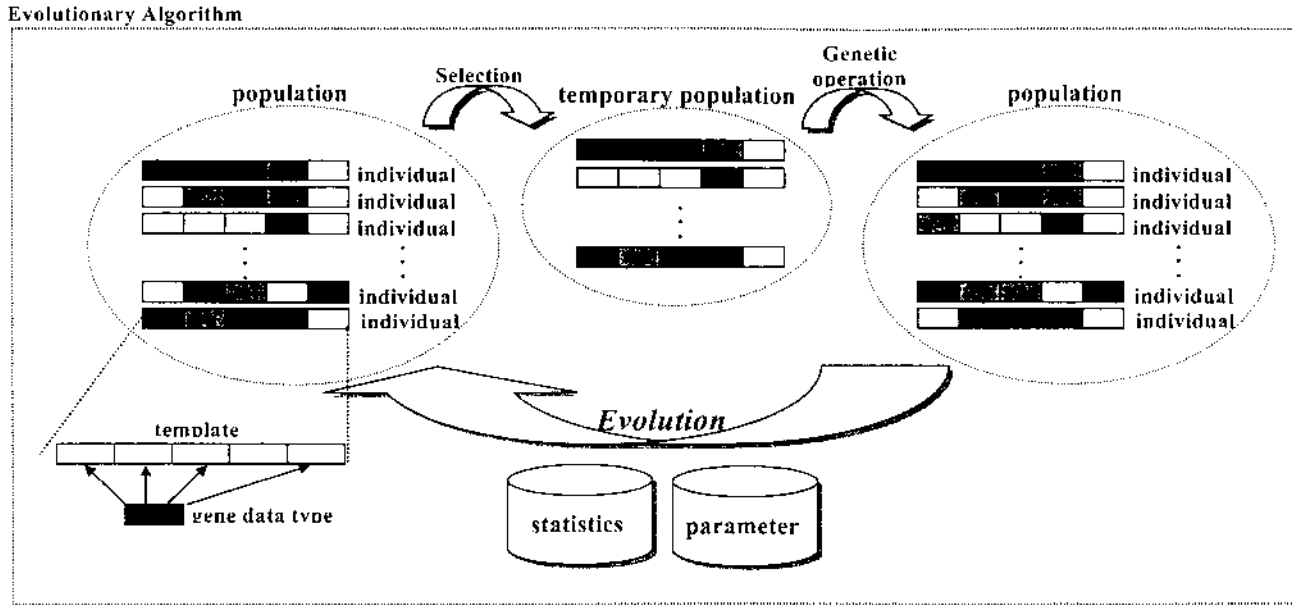 Evolutionary Algorithm
Selection
Genetic
operation
population
temporary population
population
individual
individual
individual
individual
individual
individual
individual
individual
individual
individual
Evolution
template
gene data type
statistics
parameter